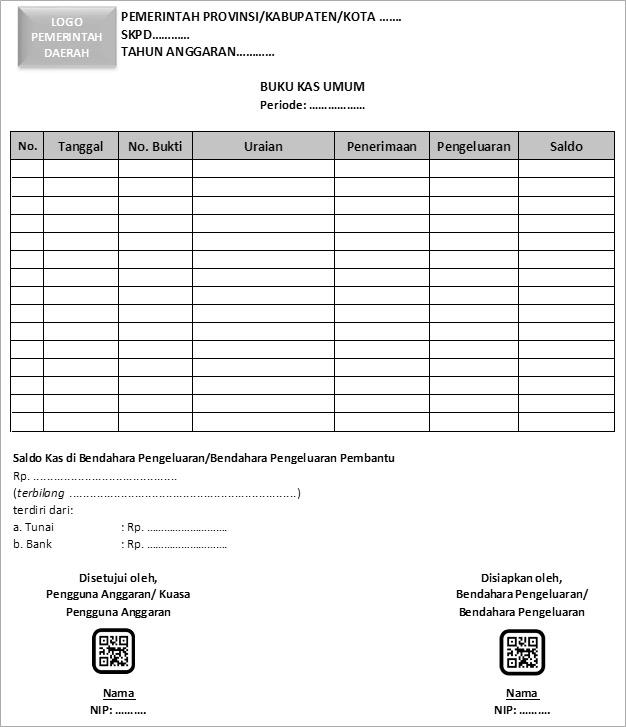 LOGO
PEMERINTAH
DAERAH
PEMERINTAH PROVINSI/KABUPATEN/KOTA .......
SKPD............
TAHUN ANGGARAN............
BUKU KAS UMUM
Periode: .................
No. Tanggal No. Bukti Uraian Penerimaan Pengeluaran Saldo
Saldo Kas di Bendahara Pengeluaran/Bendahara Pengeluaran Pembantu
Rp. ..........................................
(terbilang ..................................................................)
terdiri dari:
a. Tunai : Rp. ...........................
b. Bank : Rp. ...........................
Disetujui oleh,
Pengguna Anggaran/ Kuasa
Pengguna Anggaran
Nama
NIP: ..........
Disiapkan oleh,
Bendahara Pengeluaran/
Bendahara Pengeluaran
Nama
NIP: ..........